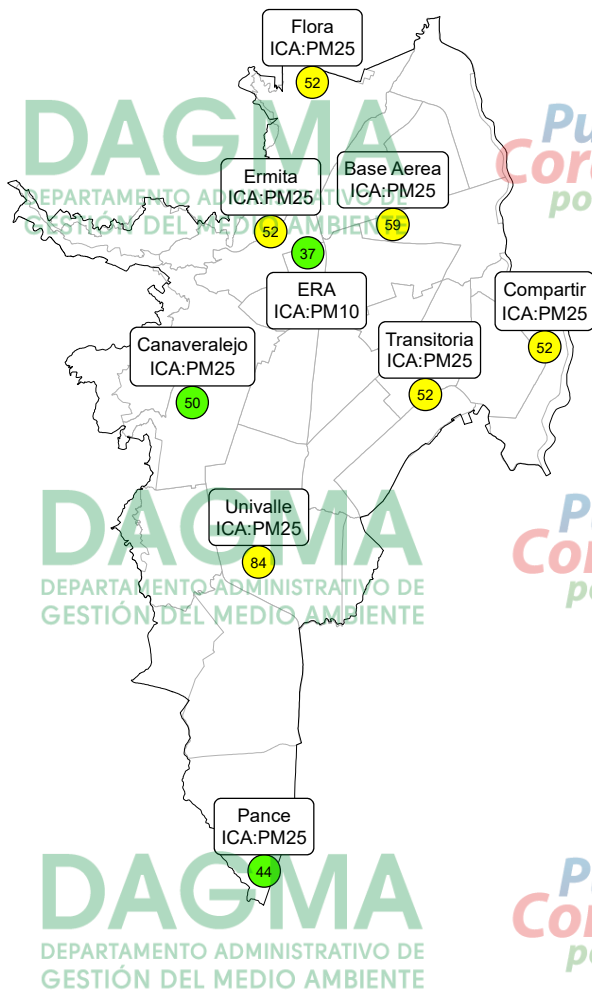 Flora
ICA:PM25
52
DAGMA
DEPARTAMENTO ADMINISTRATIVO DE
GESTIÓN DEL MEDIO AMBIENTE
Ermita
ICA:PM25
52
Base Aerea
ICA:PM25
59
37
ERA
ICA:PM10
Compartir
ICA:PM25
52
Canaveralejo
ICA:PM25
50
Transitoria
ICA:PM25
52
Univalle
ICA:PM25
84
DAGMA
DEPARTAMENTO ADMINISTRATIVO DE
GESTIÓN DEL MEDIO AMBIENTE
Pance
ICA:PM25
44
DAGMA
DEPARTAMENTO ADMINISTRATIVO DE
GESTIÓN DEL MEDIO AMBIENTE